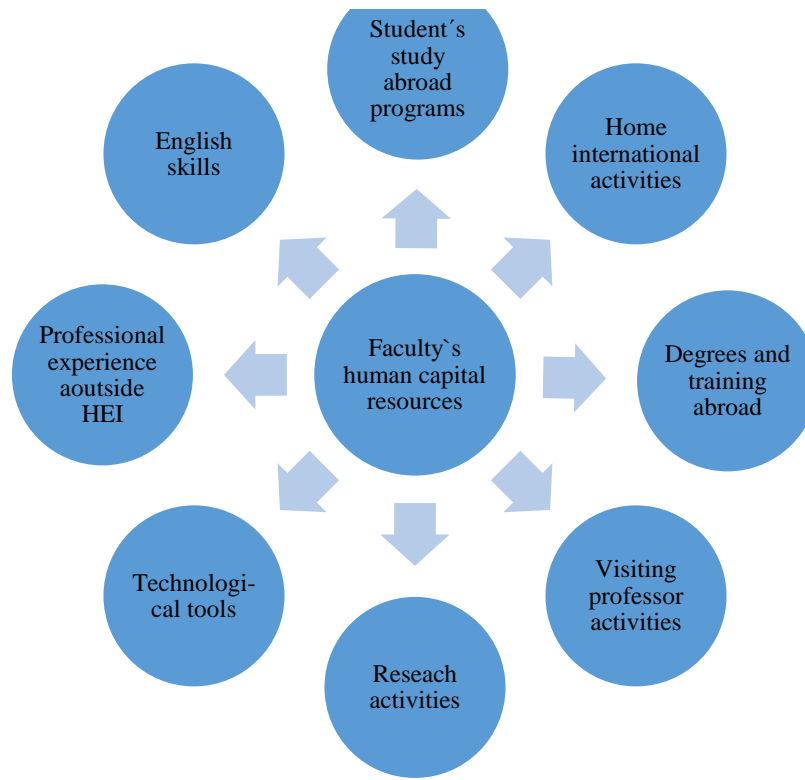 Student´s
study
abroad
programs
Home
international
activities
Degrees and
training
abroad
Visiting
professor
activities
Reseach
activities
Technologi-
cal tools
Professional
experience
aoutside
HEI
English
skills
Faculty`s
human capital
resources